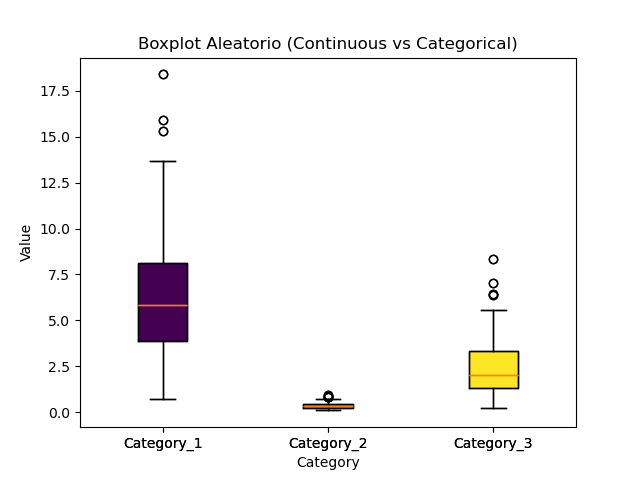 Boxplot Aleatorio (Continuous vs Categorical)
17.5
15.0
12.5
10.0
7.5
5.0
2.5
0.0
Value
Category_1 Category_2 Category_3
Category